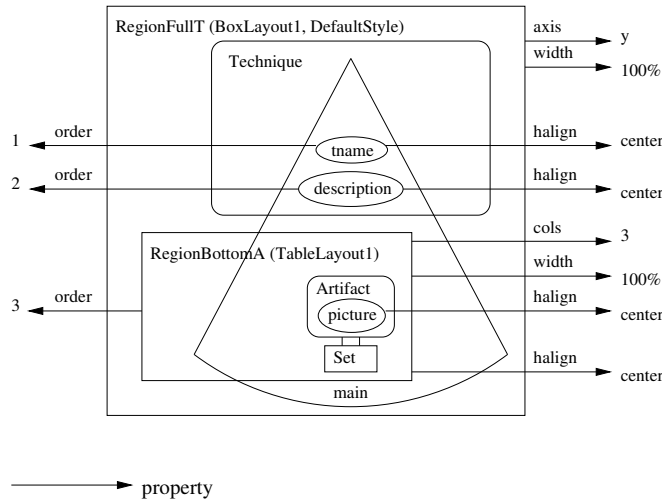 RegionFullT (BoxLayout1, DefaultStyle)
axis
y
width
100%
Technique
1
order
tname
halign
center
2
order
description
halign
center
cols
3
RegionBottomA (TableLayout1)
width
100%
Artifact
3
order
picture
halign
center
Set
halign
center
main
property